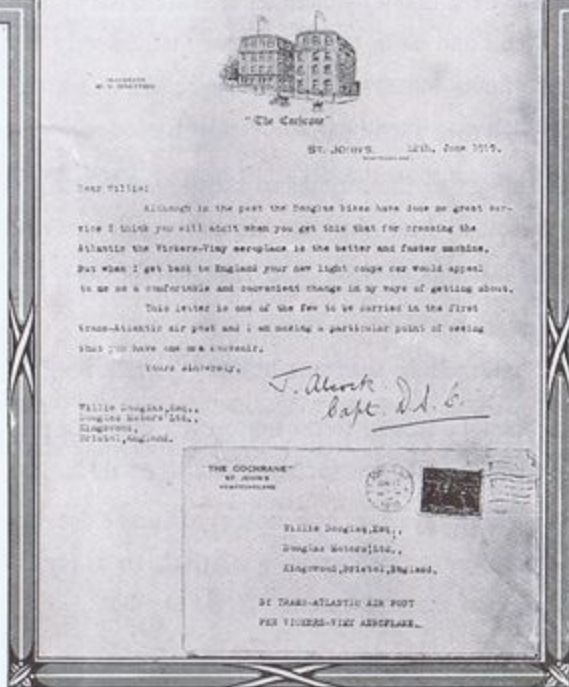 "The Cochrane"
ST. JOHN'S 12th, June 1919.
NEWFOUNDLAND
Dear Willie:
Although in the past the Douglas bikes have done me great ser-
vice I think you will admit when you get this that for crossing the
Atlantic the Vickers-Vimy aeroplane is the better and faster machine.
But when I get back to England your new light coupe car would appeal
to me as a comfortable and convenient change in my ways of getting about.
This letter is one of the few to be carried in the first
trans-Atlantic air post and I am making a particular point of seeing
that you have one as a souvenir.
Yours sincerely,
J. Alcock
Capt. D.S.C.
Willie Douglas, Esq.,
Douglas Motors Ltd.,
Kingswood,
Bristol, England.
"THE COCHRANE"
ST. JOHN'S
NEWFOUNDLAND
Willie Douglas, Esq.,
Douglas Motors Ltd.,
Kingswood, Bristol, England.
BY TRANS-ATLANTIC AIR POST
PER VICKERS-VIMY AEROPLANE.